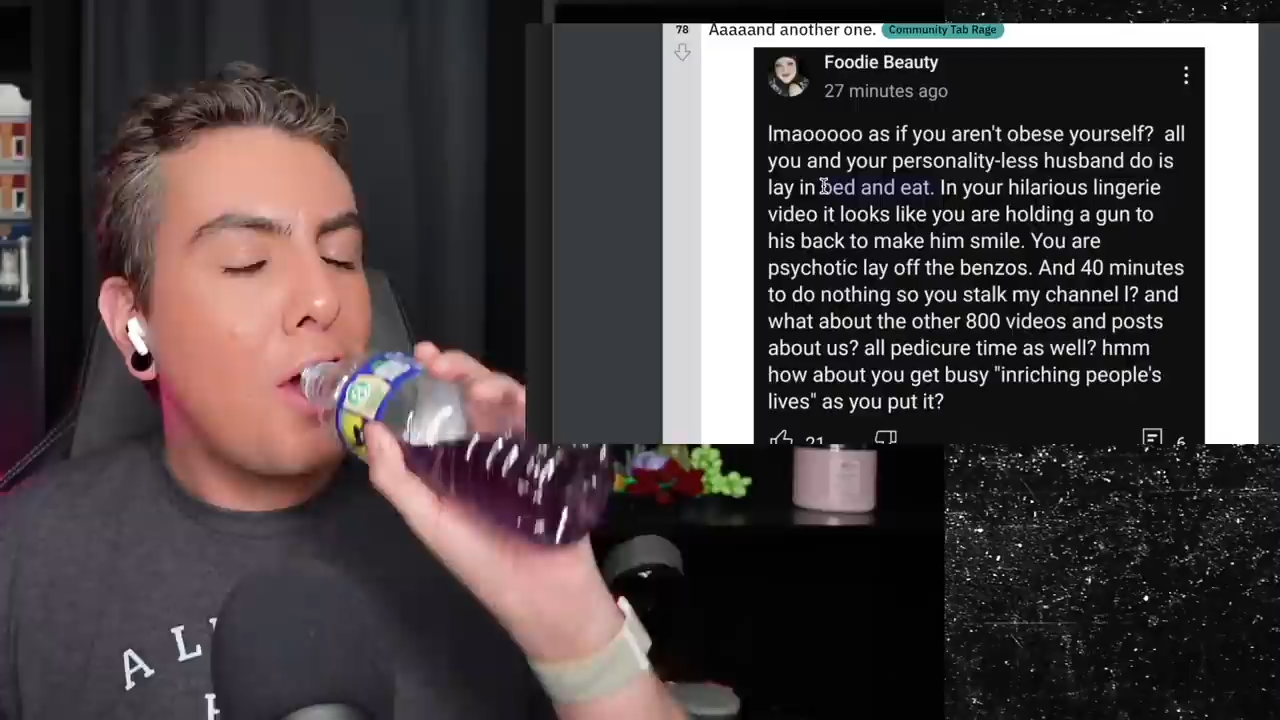 78
Aaaaand another one. Community Tab Rage
Foodie Beauty
27 minutes ago
lmaooooo as if you aren't obese yourself?  all
you and your personality-less husband do is
lay in bed and eat. In your hilarious lingerie
video it looks like you are holding a gun to
his back to make him smile. You are
psychotic lay off the benzos. And 40 minutes
to do nothing so you stalk my channel l? and
what about the other 800 videos and posts
about us? all pedicure time as well? hmm
how about you get busy "inriching people's
lives" as you put it?
21
6
A L